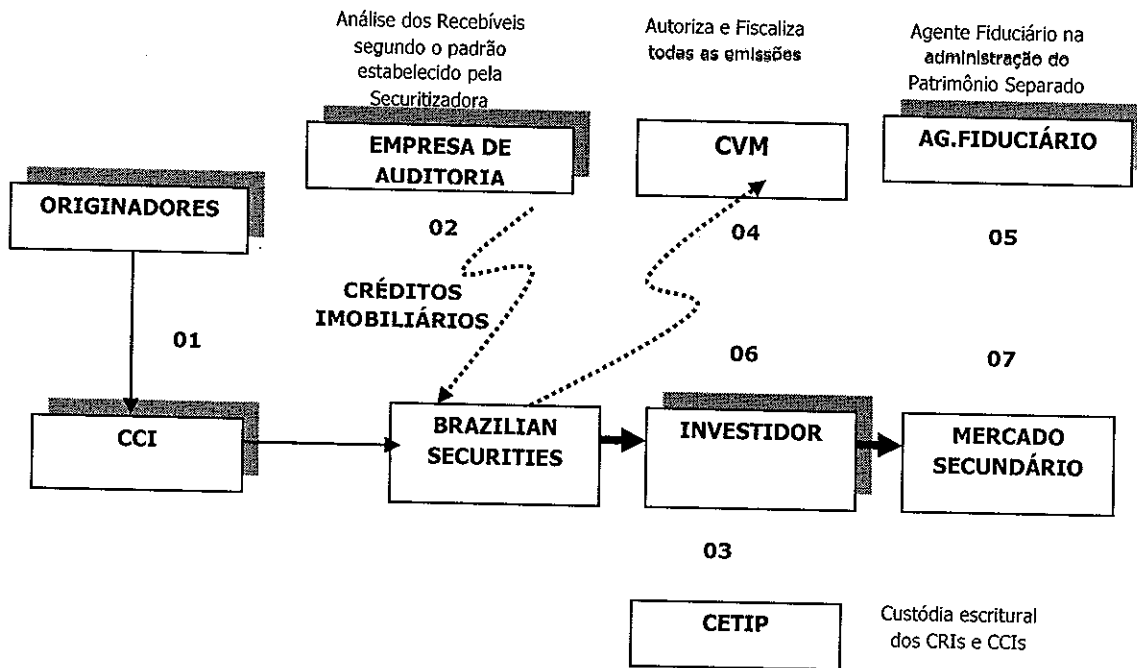 Análise dos Recebíveis
segundo o padrão
estabelecido pela
Securitizadora
Autoriza e Fiscaliza
todas as emissões
Agente Fiduciário na
administração do
Patrimônio Separado
EMPRESA DE
AUDITORIA
CVM
AG.FIDUCIÁRIO
ORIGINADORES
02
04
05
CRÉDITOS
IMOBILIÁRIOS
01
06
07
CCI
BRAZILIAN
SECURITIES
INVESTIDOR
MERCADO
SECUNDÁRIO
03
CETIP
Custódia escritural
dos CRIs e CCIs